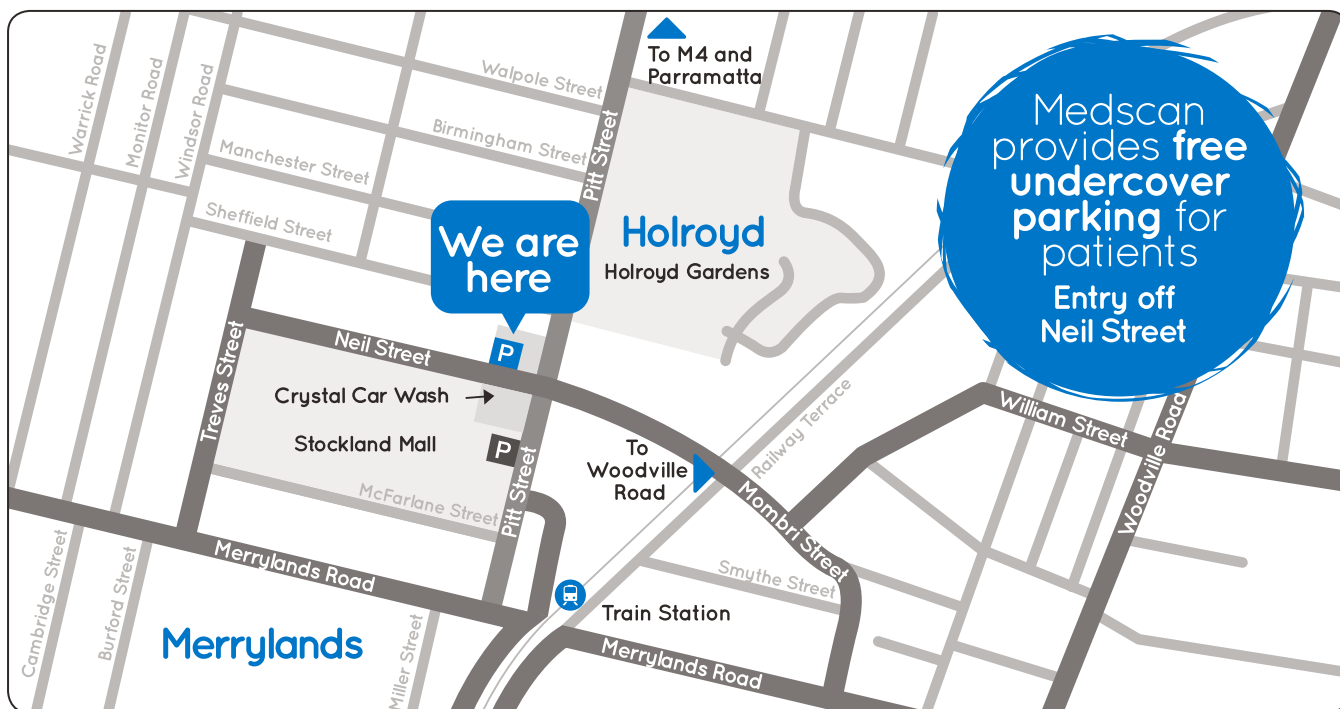 To M4 and
Parramatta
Walpole Street
Warrick Road
Monitor Road
Windsor Road
Birmingham Street
Manchester Street
Pitt Street
Sheffield Street
Medscan
provides free
undercover
parking for
patients
Entry off
Neil Street
We are
here
Holroyd
Holroyd Gardens
Neil Street
P
Treves Street
Crystal Car Wash
Stockland Mall
P
To
Woodville
Road
Railway Terrace
William Street
Woodville Road
McFarlane Street
Pitt Street
Mombri Street
Merrylands Road
Smythe Street
Cambridge Street
Burford Street
Train Station
Merrylands
Miller Street
Merrylands Road